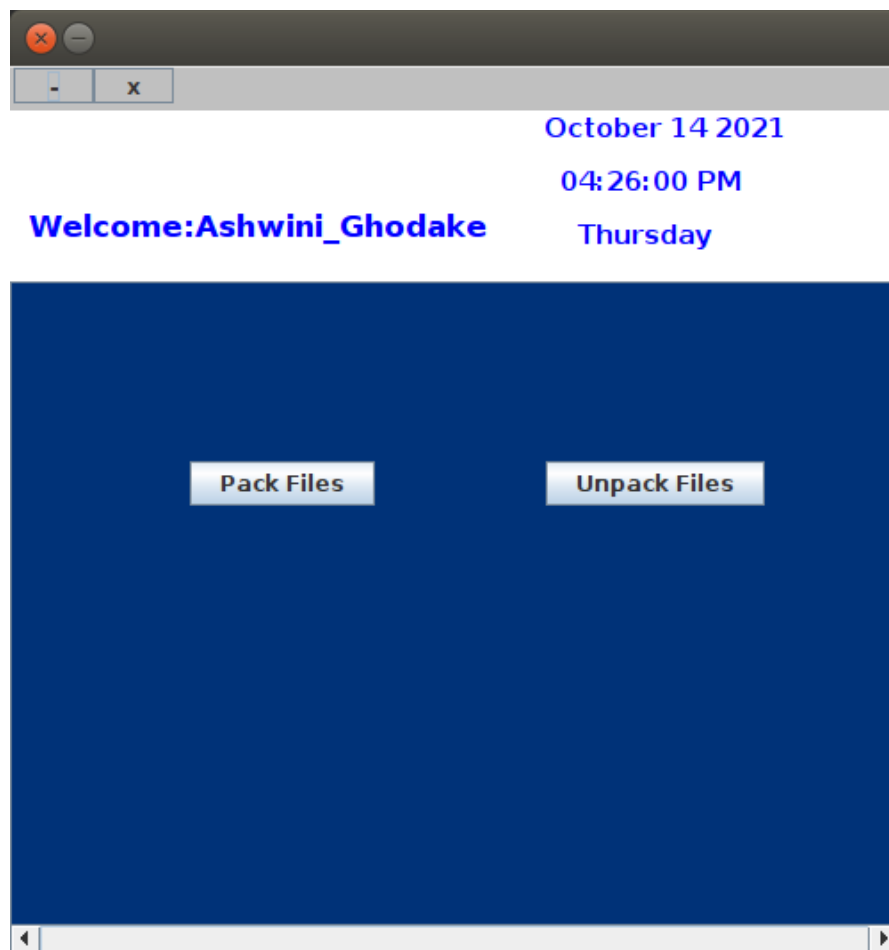 - x
October 14 2021
04:26:00 PM
Welcome:Ashwini_Ghodake
Thursday
Pack Files Unpack Files